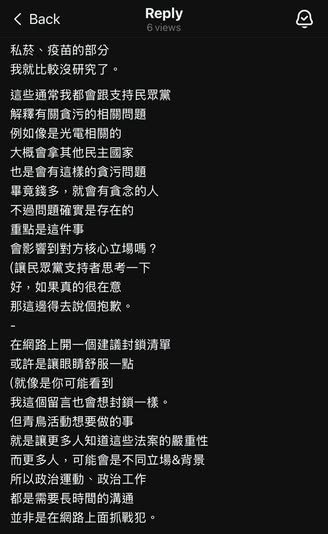 Back
Reply
6 views
私菸、疫苗的部分
我就比較沒研究了。
這些通常我都會跟支持民眾黨
解釋有關貪污的相關問題
例如像是光電相關的
大概會拿其他民主國家
也是會有這樣的貪污問題
畢竟錢多，就會有貪念的人
不過問題確實是存在的
重點是這件事
會影響到對方核心立場嗎？
(讓民眾黨支持者思考一下
好，如果真的很在意
那這邊得去說個抱歉。
-
在網路上開一個建議封鎖清單
或許是讓眼睛舒服一點
(就像是你可能看到
我這個留言也會想封鎖一樣。
但青鳥活動想要做的事
就是讓更多人知道這些法案的嚴重性
而更多人，可能會是不同立場&背景
所以政治運動、政治工作
都是需要長時間的溝通
並非是在網路上面抓戰犯。